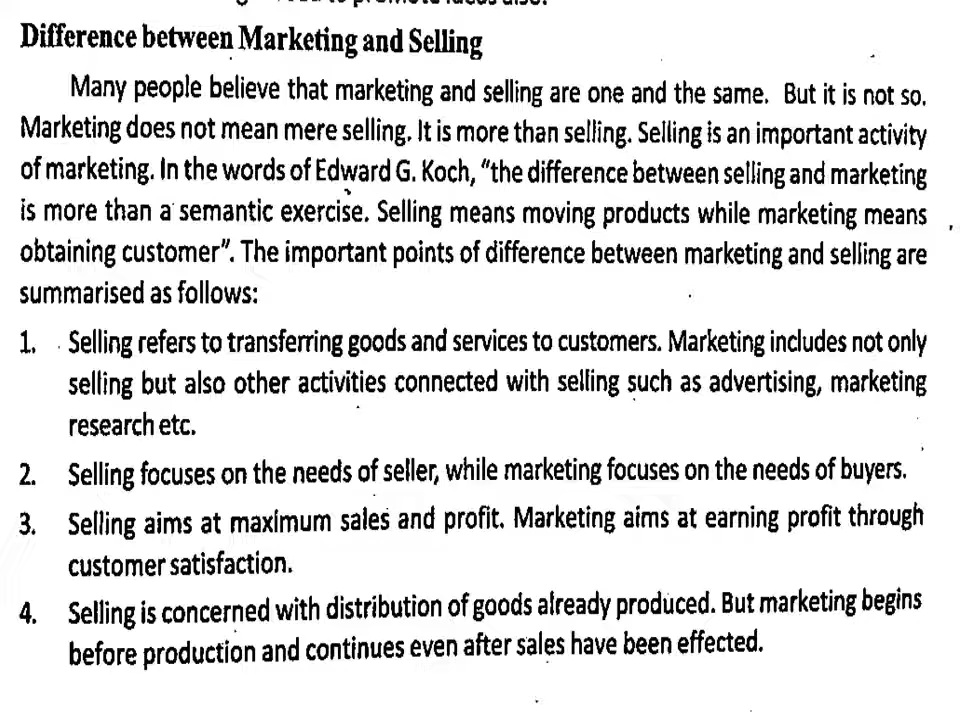 Difference between Marketing and Selling
Many people believe that marketing and selling are one and the same. But it is not so.
Marketing does not mean mere selling. It is more than selling. Selling is an important activity
of marketing. In the words of Edward G. Koch, "the difference between selling and marketing
is more than a semantic exercise. Selling means moving products while marketing means
obtaining customer". The important points of difference between marketing and selling are
summarised as follows:
1. Selling refers to transferring goods and services to customers. Marketing includes not only
selling but also other activities connected with selling such as advertising, marketing
research etc.
2. Selling focuses on the needs of seller, while marketing focuses on the needs of buyers.
3. Selling aims at maximum sales and profit. Marketing aims at earning profit through
customer satisfaction.
4. Selling is concerned with distribution of goods already produced. But marketing begins
before production and continues even after sales have been effected.